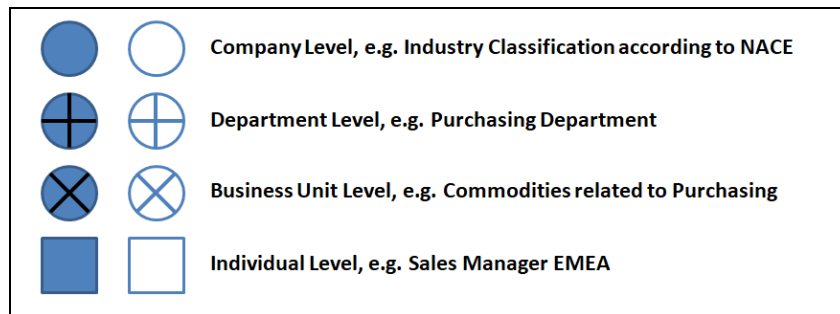 Company Level, e.g. Industry Classification according to NACE
Department Level, e.g. Purchasing Department
Business Unit Level, e.g. Commodities related to Purchasing
Individual Level, e.g. Sales Manager EMEA